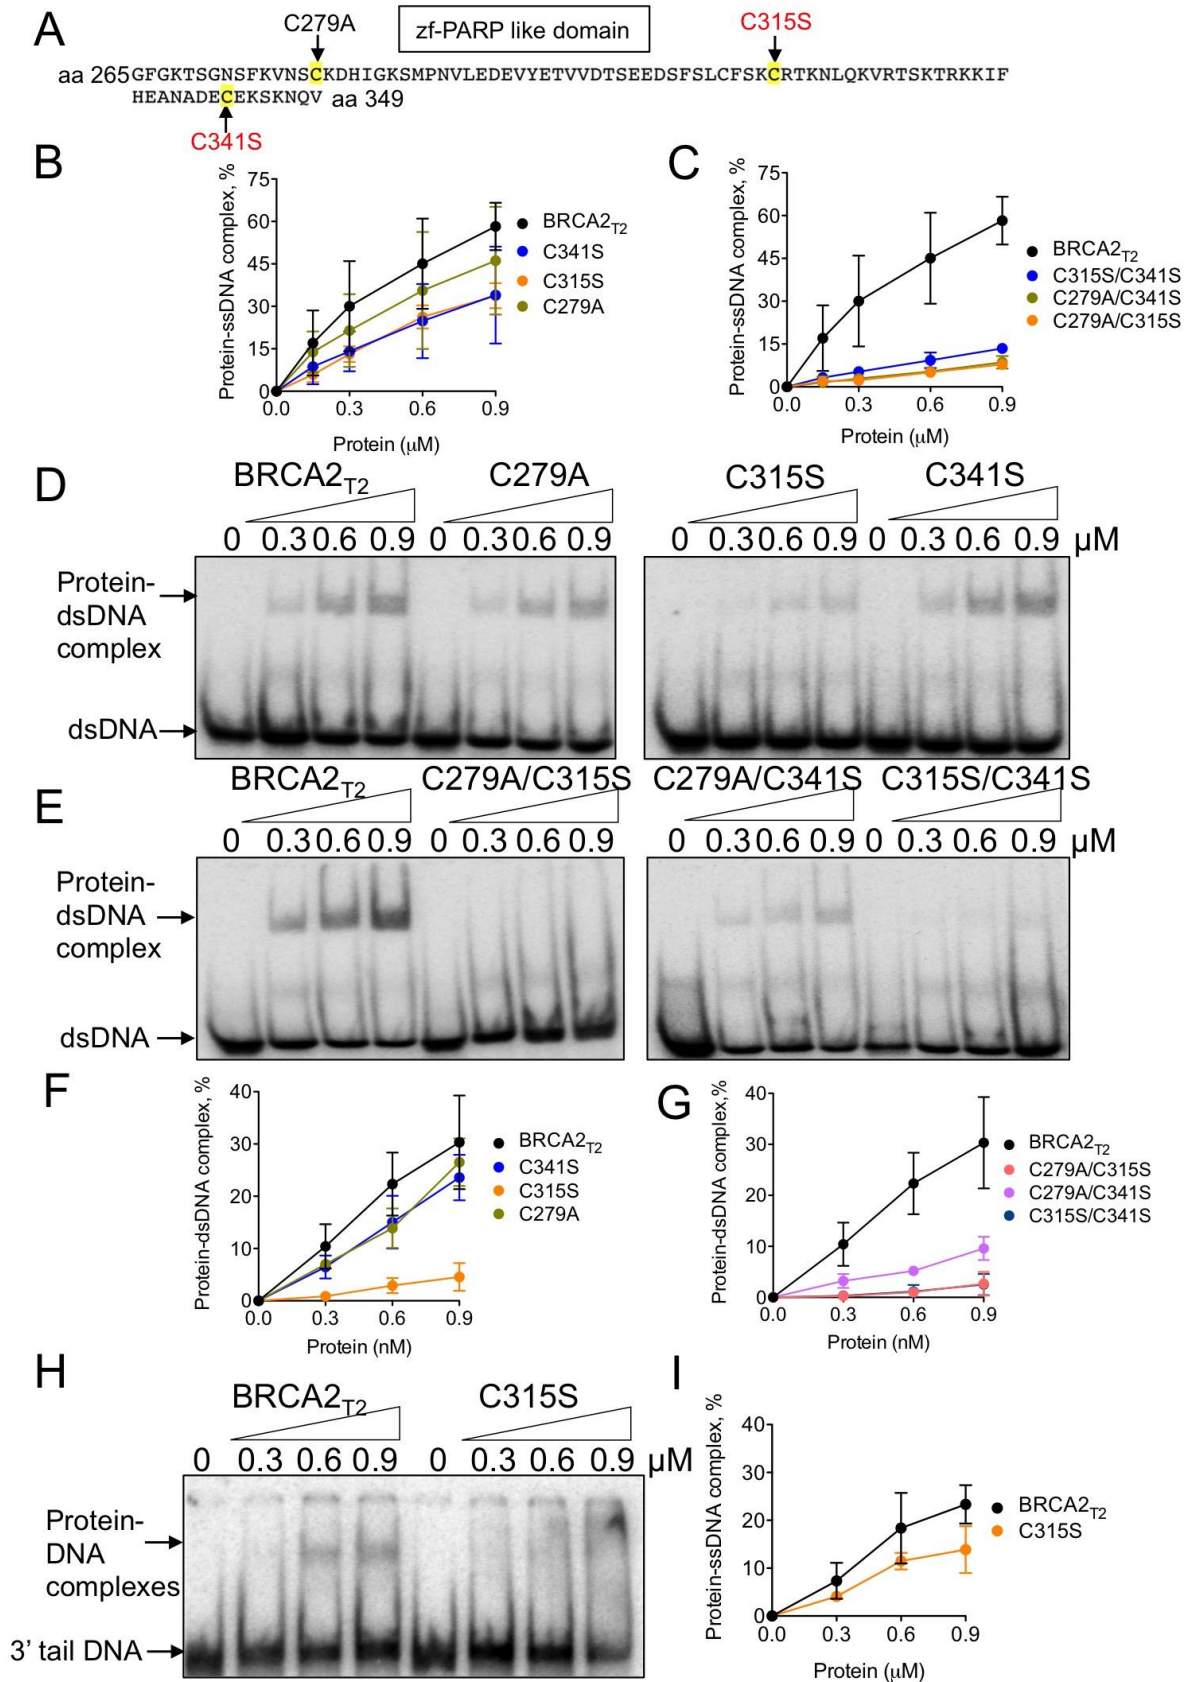 A
C279A
zf-PARP like domain
C315S
aa 265GFGKTSGNSFKVNSCKDHIGKSMPNVLEDEVYETVVDTSEEDSFSLCFSKCRTKNLQKVRTSKTRKKIF
HEANADECEKSKNQV aa 349
C341S
B
Protein-ssDNA complex, %
75
60
45
30
15
0
0.0 0.3 0.6 0.9
Protein (µM)
BRCA2T2
C341S
C315S
C279A
C
Protein-ssDNA complex, %
75
60
45
30
15
0
0.0 0.3 0.6 0.9
Protein (µM)
BRCA2T2
C315S/C341S
C279A/C341S
C279A/C315S
D
BRCA2T2 C279A C315S C341S
0 0.3 0.6 0.9 0 0.3 0.6 0.9 0 0.3 0.6 0.9 0 0.3 0.6 0.9 µM
Protein-
dsDNA
complex
dsDNA
E
BRCA2T2 C279A/C315S C279A/C341S C315S/C341S
0 0.3 0.6 0.9 0 0.3 0.6 0.9 0 0.3 0.6 0.9 0 0.3 0.6 0.9 µM
Protein-
dsDNA
complex
dsDNA
F
Protein-dsDNA complex,%
40
30
20
10
0
0.0 0.3 0.6 0.9
Protein (nM)
BRCA2T2
C341S
C315S
C279A
G
Protein-dsDNA complex,%
40
30
20
10
0
0.0 0.3 0.6 0.9
Protein (nM)
BRCA2T2
C279A/C315S
C279A/C341S
C315S/C341S
H
BRCA2T2 C315S
0 0.3 0.6 0.9 0 0.3 0.6 0.9 µM
Protein-
DNA
complexes
3’ tail DNA
I
Protein-ssDNA complex, %
40
30
20
10
0
0.0 0.3 0.6 0.9
Protein (µM)
BRCA2T2
C315S